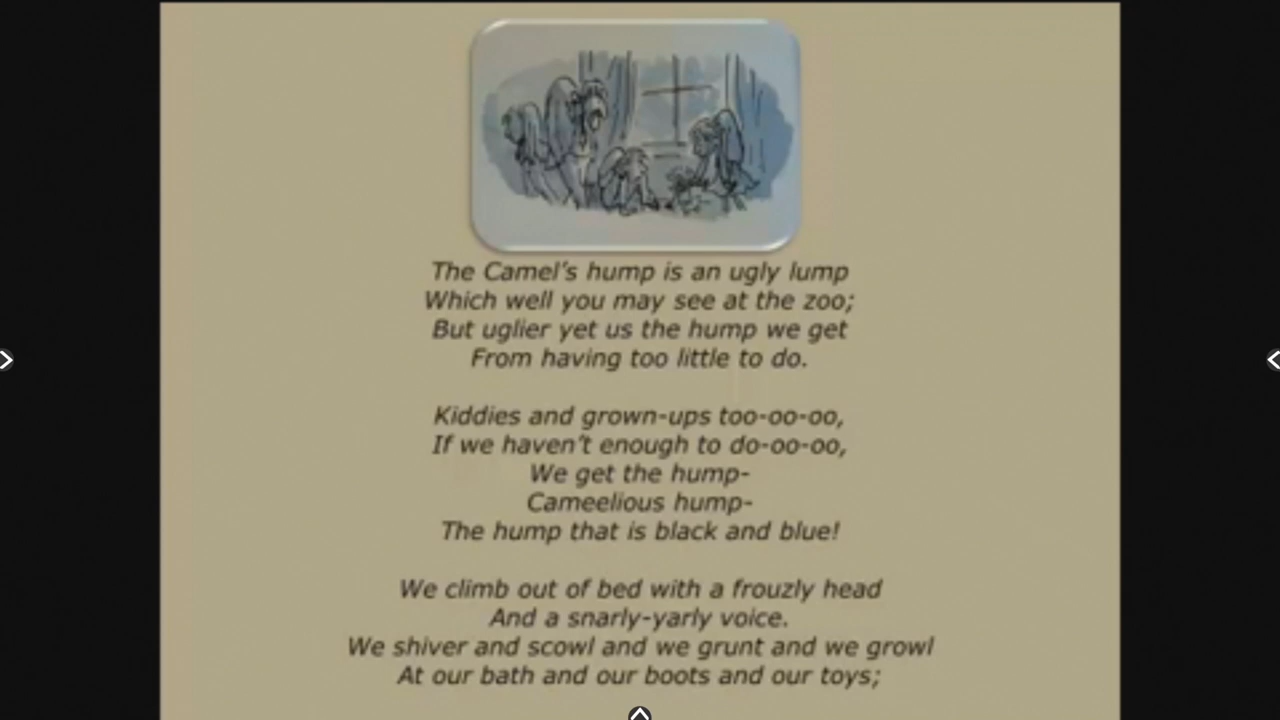 The Camel's hump is an ugly lump
Which well you may see at the zoo;
But uglier yet us the hump we get
From having too little to do.
Kiddies and grown-ups too-oo-oo,
If we haven't enough to do-oo-oo,
We get the hump-
Cameelious hump-
The hump that is black and blue!
We climb out of bed with a frouzly head
And a snarly-yarly voice.
We shiver and scowl and we grunt and we growl
At our bath and our boots and our toys;